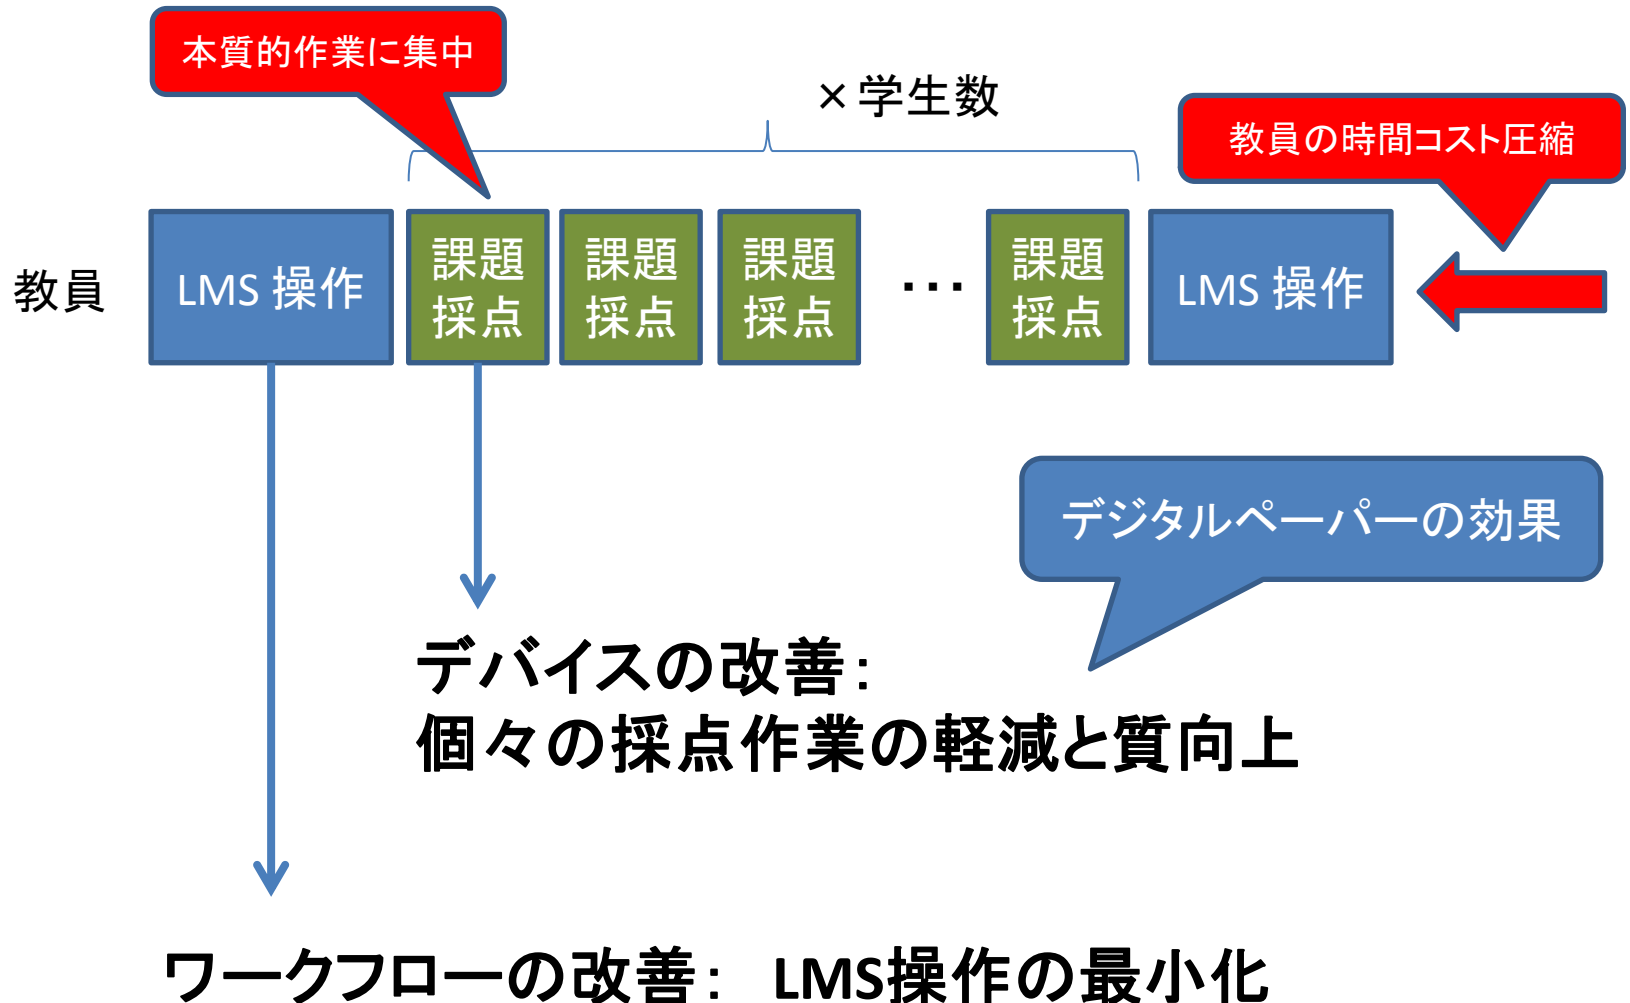 本質的作業に集中
×学生数
教員の時間コスト圧縮
教員
LMS 操作
課題
採点
課題
採点
課題
採点
・・・
課題
採点
LMS 操作
デジタルペーパーの効果
デバイスの改善：
個々の採点作業の軽減と質向上
ワークフローの改善： LMS操作の最小化